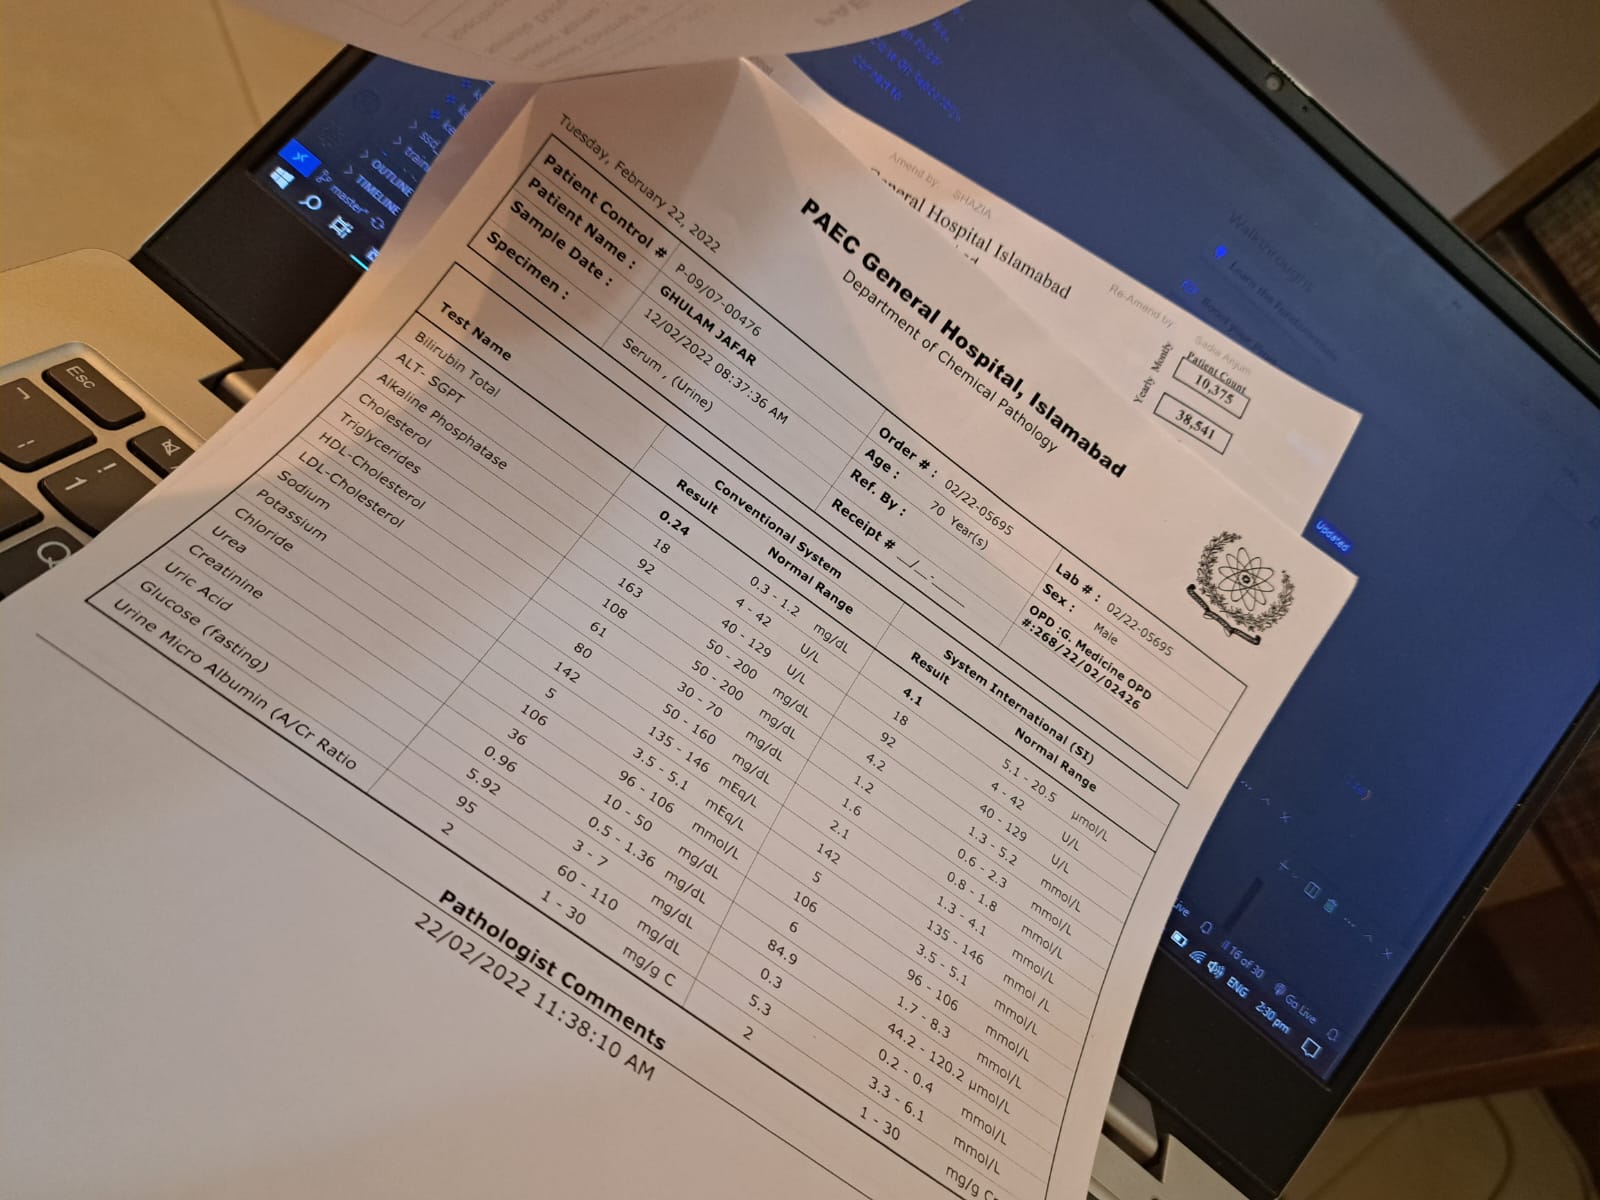 Tuesday, February 22, 2022
PAEC General Hospital, Islamabad
Department of Chemical Pathology
Patient Control # P-09/07-00476 Order # : 02/22-05695 Lab # : 02/22-05695
Patient Name : GHULAM JAFAR Age : 70 Year(s) Sex : Male
Sample Date : 12/02/2022 08:37:36 AM Ref. By : OPD :G. Medicine OPD
#:268/22/02/0426
Specimen : Serum , (Urine) Receipt # _/_-_
Conventional System System International (SI)
Test Name Result Normal Range Result Normal Range
Bilirubin Total 0.24 0.3 - 1.2 mg/dL 4.1 5.1 - 20.5 µmol/L
ALT- SGPT 18 4 - 42 U/L 18 4 - 42 U/L
Alkaline Phosphatase 92 40 - 129 U/L 92 40 - 129 U/L
Cholesterol 163 50 - 200 mg/dL 4.2 1.3 - 5.2 mmol/L
Triglycerides 108 50 - 200 mg/dL 1.2 0.6 - 2.3 mmol/L
HDL-Cholesterol 61 30 - 70 mg/dL 1.6 0.8 - 1.8 mmol/L
LDL-Cholesterol 80 50 - 160 mg/dL 2.1 1.3 - 4.1 mmol/L
Sodium 142 135 - 146 mEq/L 142 135 - 146 mmol /L
Potassium 5 3.5 - 5.1 mEq/L 5 3.5 - 5.1 mmol/L
Chloride 106 96 - 106 mmol/L 106 96 - 106 mmol/L
Urea 36 10 - 50 mg/dL 6 1.7 - 8.3 mmol/L
Creatinine 0.96 0.5 - 1.36 mg/dL 84.9 44.2 - 120.2 µmol/L
Uric Acid 5.92 3 - 7 mg/dL 0.3 0.2 - 0.4 mmol/L
Glucose (fasting) 95 60 - 110 mg/dL 5.3 3.3 - 6.1 mmol/L
Urine Micro Albumin (A/Cr Ratio 2 1 - 30 mg/g C 2 1 - 30 mg/g C
Pathologist Comments
22/02/2022 11:38:10 AM
Amend by SHAZIA
General Hospital Islamabad
Re-Amend by Sadia Anjum
Patient Count
Montly 10,375
Yearly 38,541
OUTLINE
TIMELINE
master*
Walkthroughs
Learn the Fundamentals
Updated
16 of 30
Go Live
ENG
2:30 pm
Esc
! 1
Q